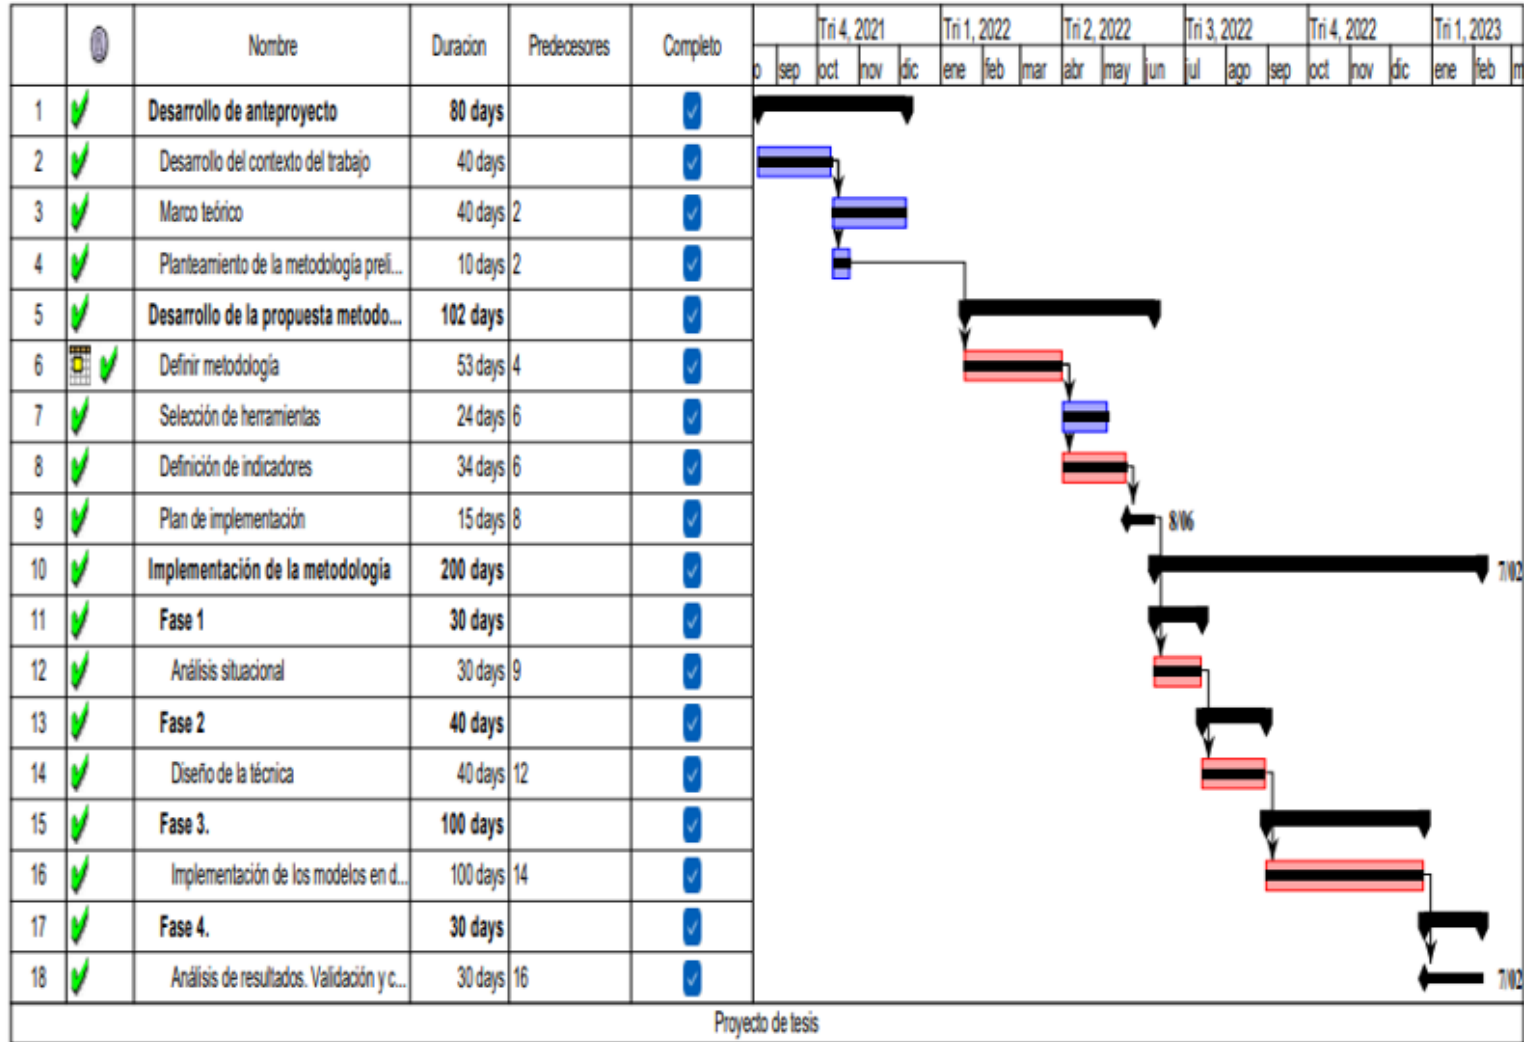 Nombre Duracion Predecesores Completo Tri 4, 2021 Tri 1, 2022 Tri 2, 2022 Tri 3, 2022 Tri 4, 2022 Tri 1, 2023
o sep oct nov dic ene feb mar abr may jun jul ago sep oct nov dic ene feb m
1 Desarrollo de anteproyecto 80 days
2 Desarrollo del contexto del trabajo 40 days
3 Marco teórico 40 days 2
4 Planteamiento de la metodología preli... 10 days 2
5 Desarrollo de la propuesta metodo... 102 days
6 Definir metodología 53 days 4
7 Selección de herramientas 24 days 6
8 Definición de indicadores 34 days 6
9 Plan de implementación 15 days 8 8/06
10 Implementación de la metodología 200 days 7/02
11 Fase 1 30 days
12 Análisis situacional 30 days 9
13 Fase 2 40 days
14 Diseño de la técnica 40 days 12
15 Fase 3. 100 days
16 Implementación de los modelos en d... 100 days 14
17 Fase 4. 30 days
18 Análisis de resultados. Validación y c... 30 days 16 7/02
Proyecto de tesis